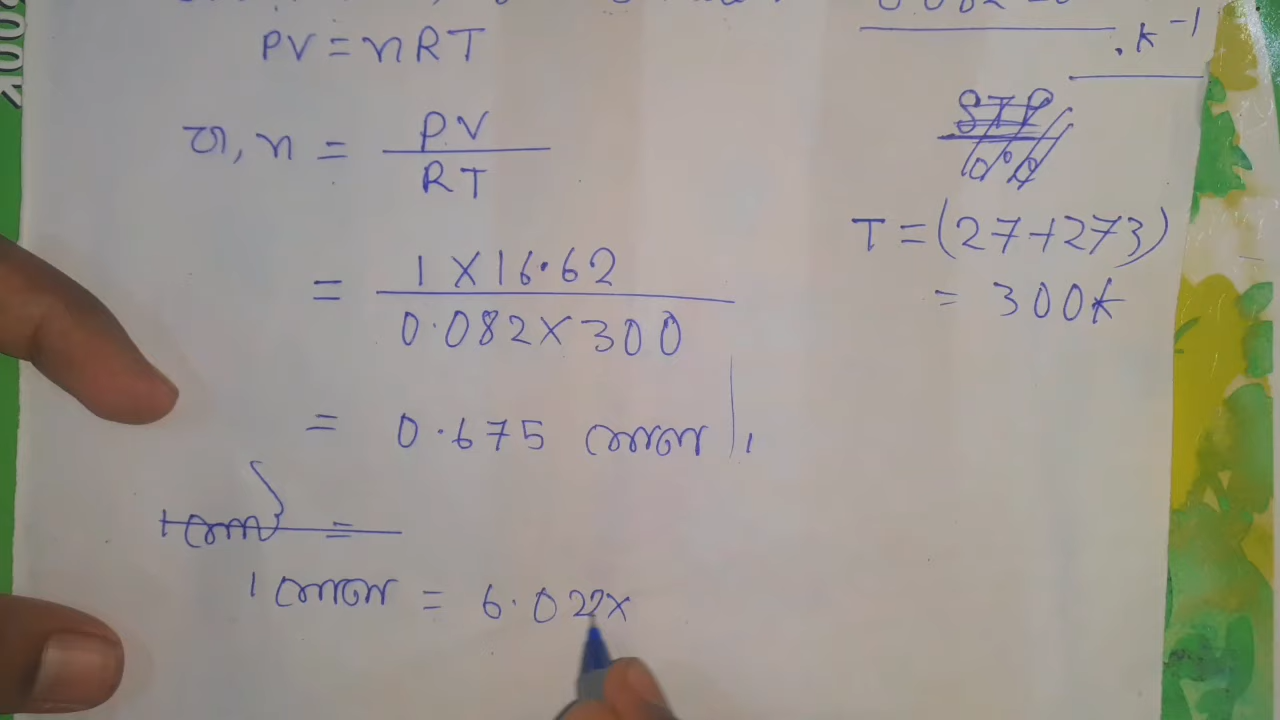 PV = nRT
বা, n = PV / RT
= 1 × 16.62 / 0.082 × 300
= 0.675 মোল।
1 মোল = 6.022×
.K⁻¹
STP
T = (27+273)
= 300K